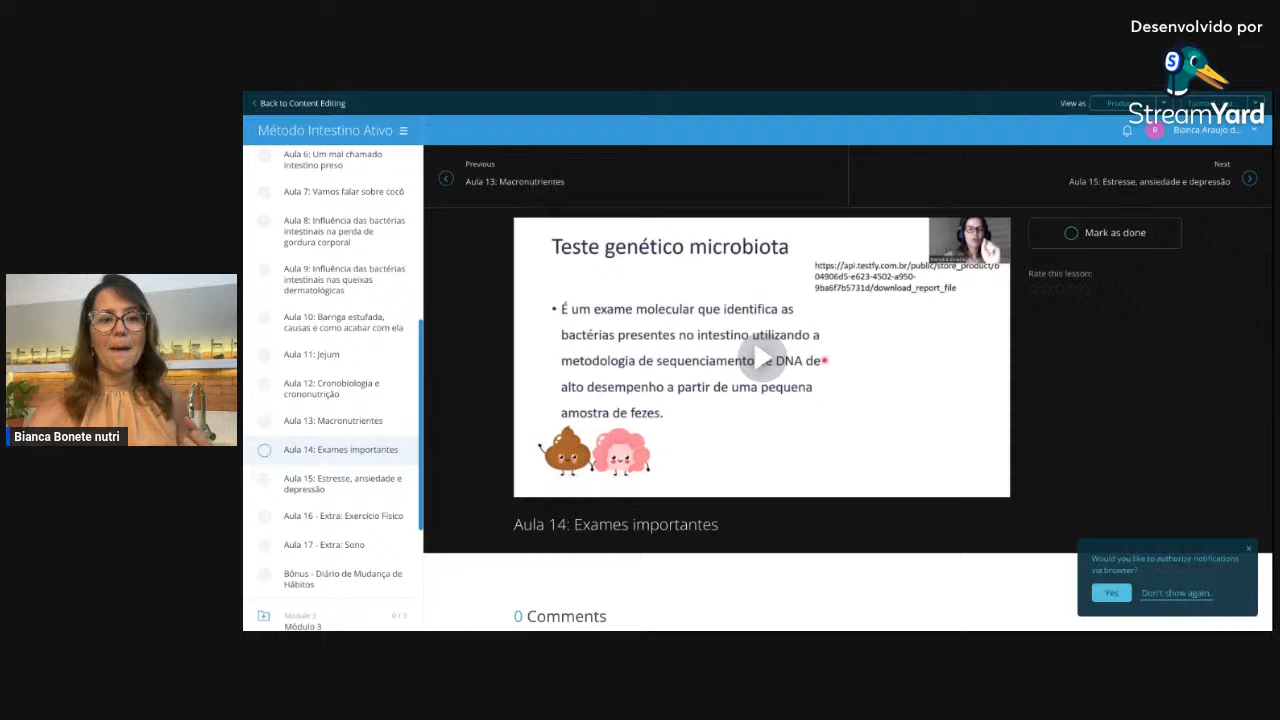 Desenvolvido por
StreamYard
Back to Content Editing
View as
Método Intestino Ativo
Bianca Araujo d...
Aula 6: Um mal chamado
intestino preso
Aula 7: Vamos falar sobre cocô
Aula 8: Influência das bactérias
intestinais na perda de
gordura corporal
Aula 9: Influência das bactérias
intestinais nas queixas
dermatológicas
Aula 10: Barriga estufada,
causas e como acabar com ela
Aula 11: Jejum
Aula 12: Cronobiologia e
crononutrição
Aula 13: Macronutrientes
Aula 14: Exames importantes
Aula 15: Estresse, ansiedade e
depressão
Aula 16 - Extra: Exercício Físico
Aula 17 - Extra: Sono
Bônus - Diário de Mudança de
Hábitos
Module 3 0 / 3
Módulo 3
Previous
Aula 13: Macronutrientes
Next
Aula 15: Estresse, ansiedade e depressão
Teste genético microbiota
https://api.testfy.com.br/public/store_product/b
04906d5-e623-4502-a950-
9ba6f7b5731d/download_report_file
• É um exame molecular que identifica as
bactérias presentes no intestino utilizando a
metodologia de sequenciamento de DNA de
alto desempenho a partir de uma pequena
amostra de fezes.
Mark as done
Rate this lesson:
Aula 14: Exames importantes
0 Comments
Would you like to authorize notifications
via browser?
Yes
Don't show again.
Bianca Bonete nutri